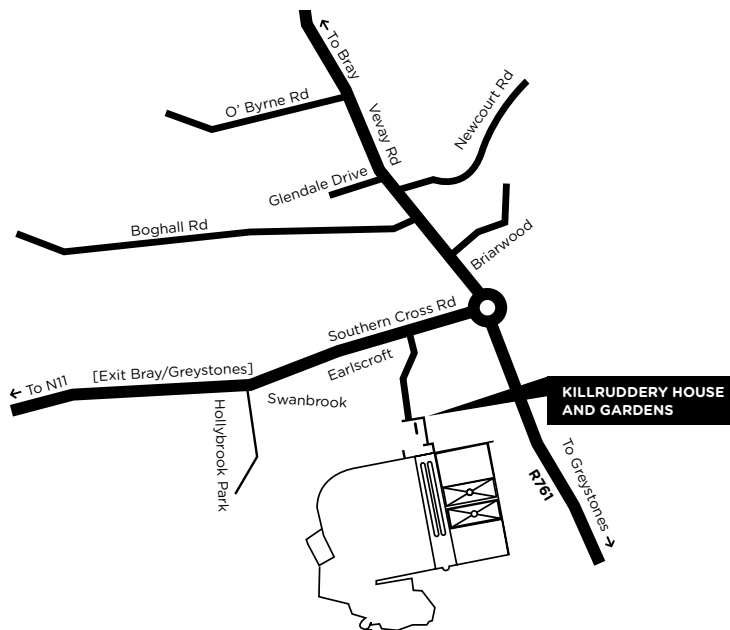 ← To Bray
O' Byrne Rd
Vevay Rd
Newcourt Rd
Glendale Drive
Boghall Rd
Briarwood
Southern Cross Rd
Earlscroft
[Exit Bray/Greystones]
← To N11
Swanbrook
Hollybrook Park
KILLRUDDERY HOUSE
AND GARDENS
R761
To Greystones →